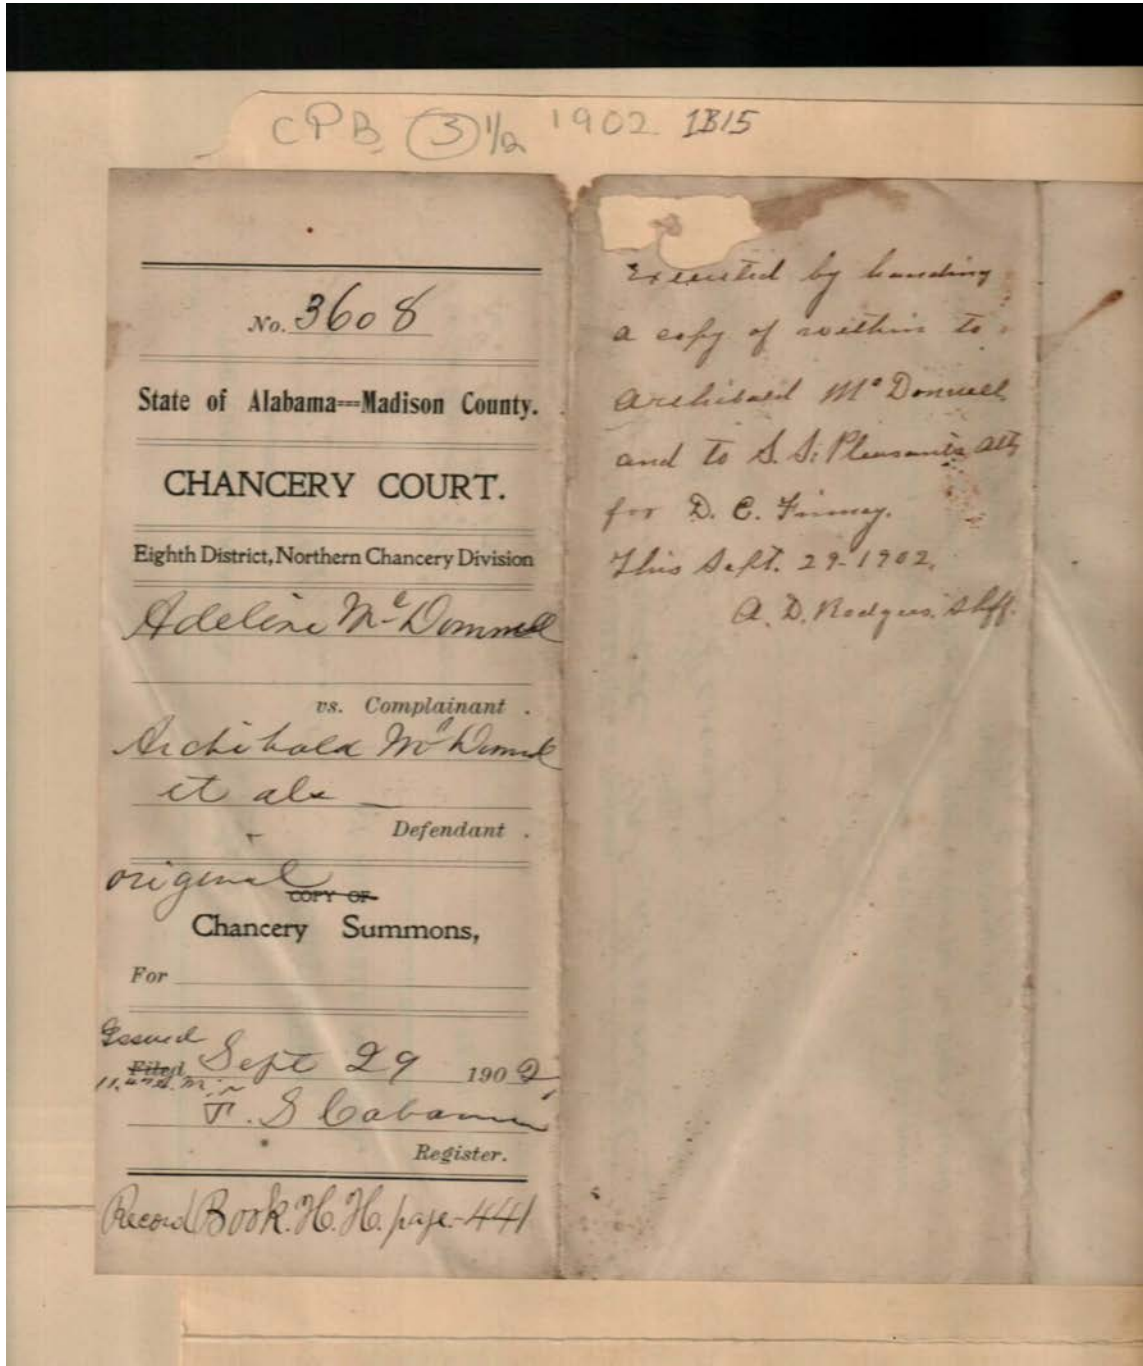 CPB (3) 1/2 1902 1315
No. 3608
State of Alabama==Madison County.
CHANCERY COURT.
Eighth District, Northern Chancery Division
Adeline McDonnell
vs. Complainant .
Archibald McDonnell
et als
Defendant .
original
COPY OF
Chancery Summons,
For
Issued
Filed Sept 29 1902
A.M.
S Cabaniss
Register.
Record Book. H. H. page-441
Executed by handing
a copy of within to
Archibald McDonnell
and to S. S. Pleasants Atty
for D. C. Finney.
This Sept. 29-1902.
A. D. Rodgers. Shff.